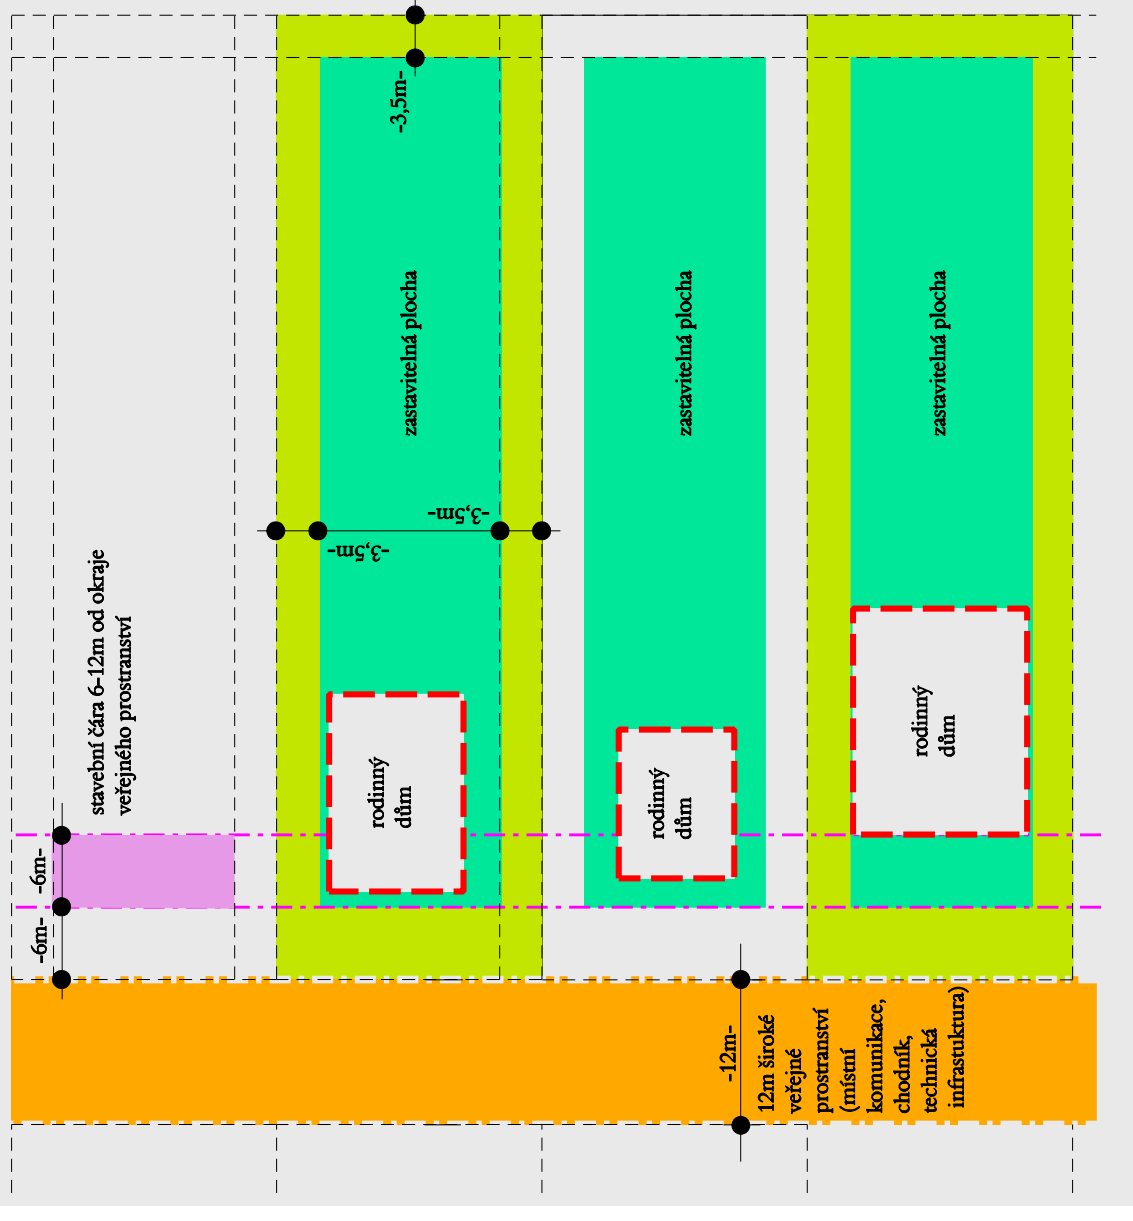 -3,5m-
zastavitelná plocha
zastavitelná plocha
zastavitelná plocha
-3,5m-
-3,5m-
stavební čára 6-12m od okraje
veřejného prostranství
rodinný
dům
rodinný
dům
rodinný
dům
-6m-
-6m-
-12m-
12m široké
veřejné
prostranství
(místní
komunikace,
chodník,
technická
infrastuktura)